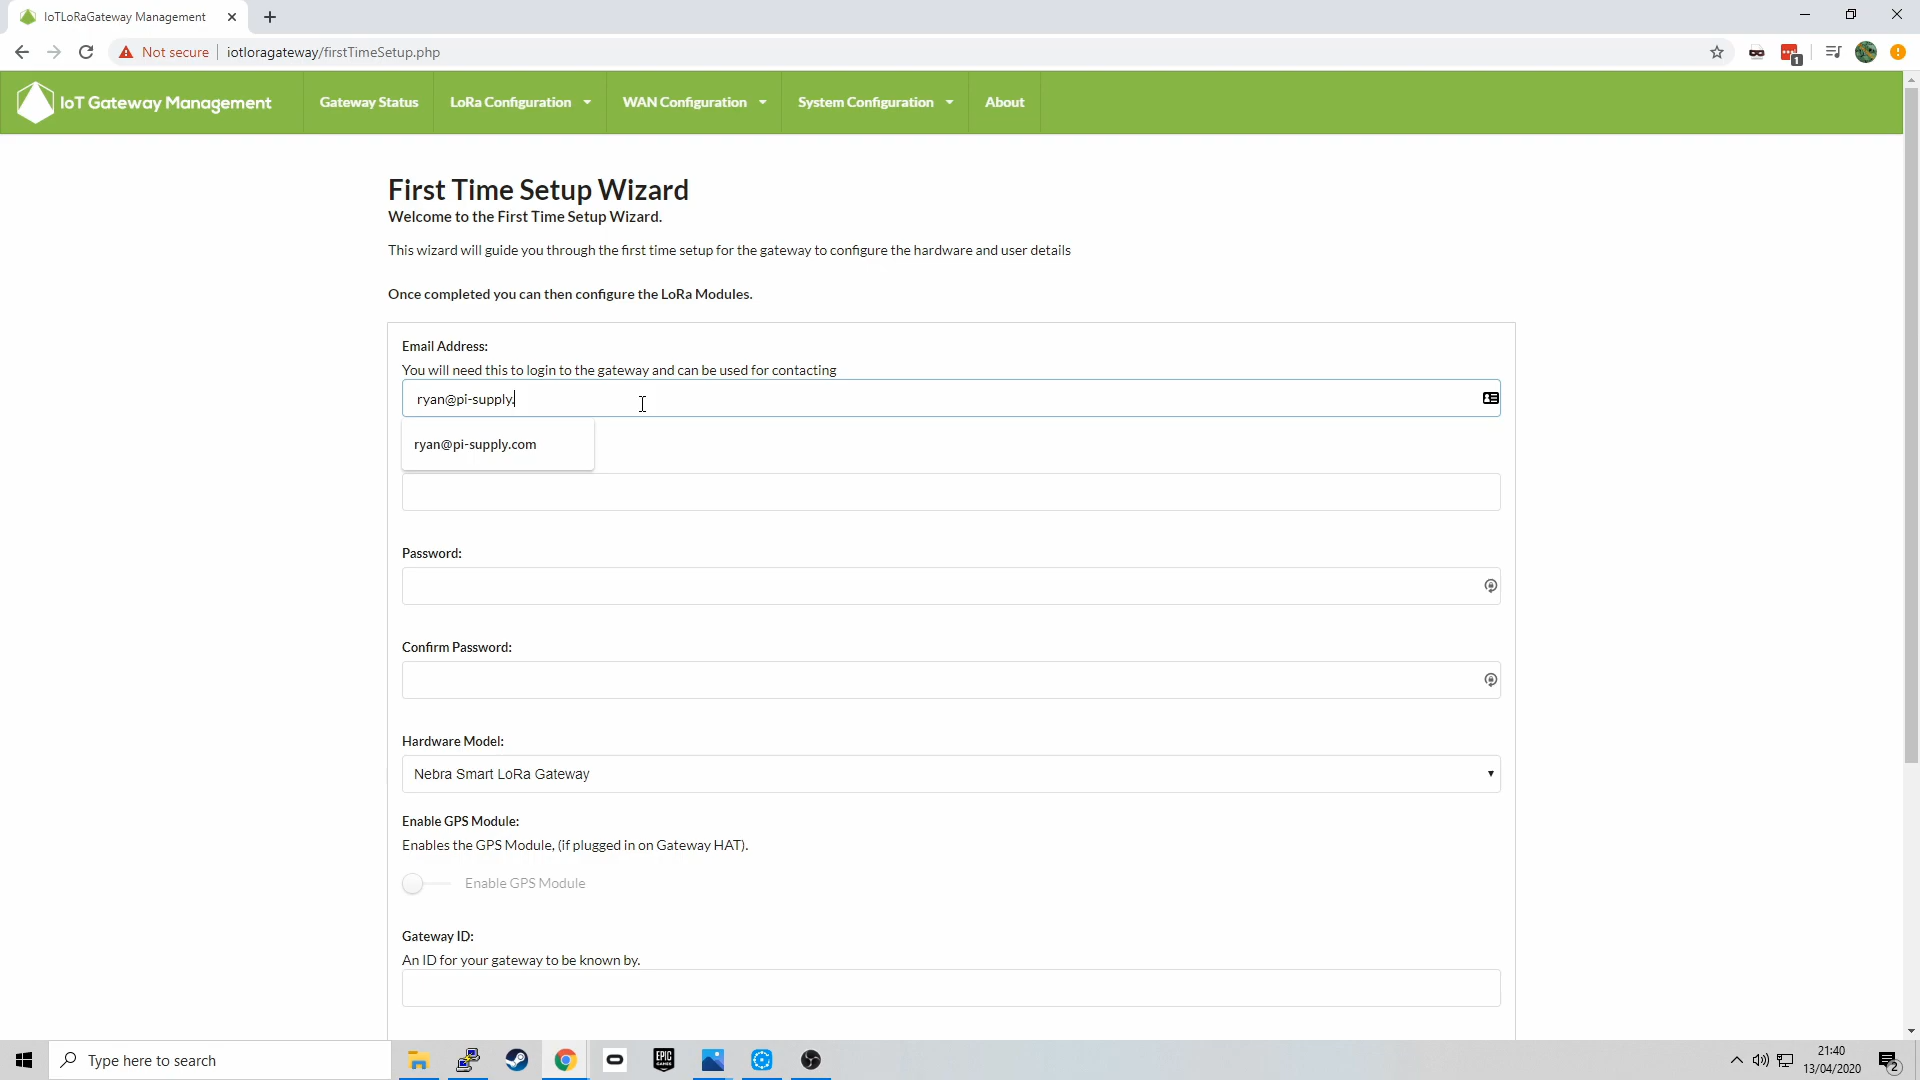 IoTLoRaGateway Management
Not secure
iotloragateway/firstTimeSetup.php
1
IoT Gateway Management
Gateway Status
LoRa Configuration
WAN Configuration
System Configuration
About
First Time Setup Wizard
Welcome to the First Time Setup Wizard.
This wizard will guide you through the first time setup for the gateway to configure the hardware and user details
Once completed you can then configure the LoRa Modules.
Email Address:
You will need this to login to the gateway and can be used for contacting
ryan@pi-supply.
ryan@pi-supply.com
Password:
Confirm Password:
Hardware Model:
Nebra Smart LoRa Gateway
Enable GPS Module:
Enables the GPS Module, (if plugged in on Gateway HAT).
Enable GPS Module
Gateway ID:
An ID for your gateway to be known by.
Type here to search
EPIC
GAMES
21:40
13/04/2020
2